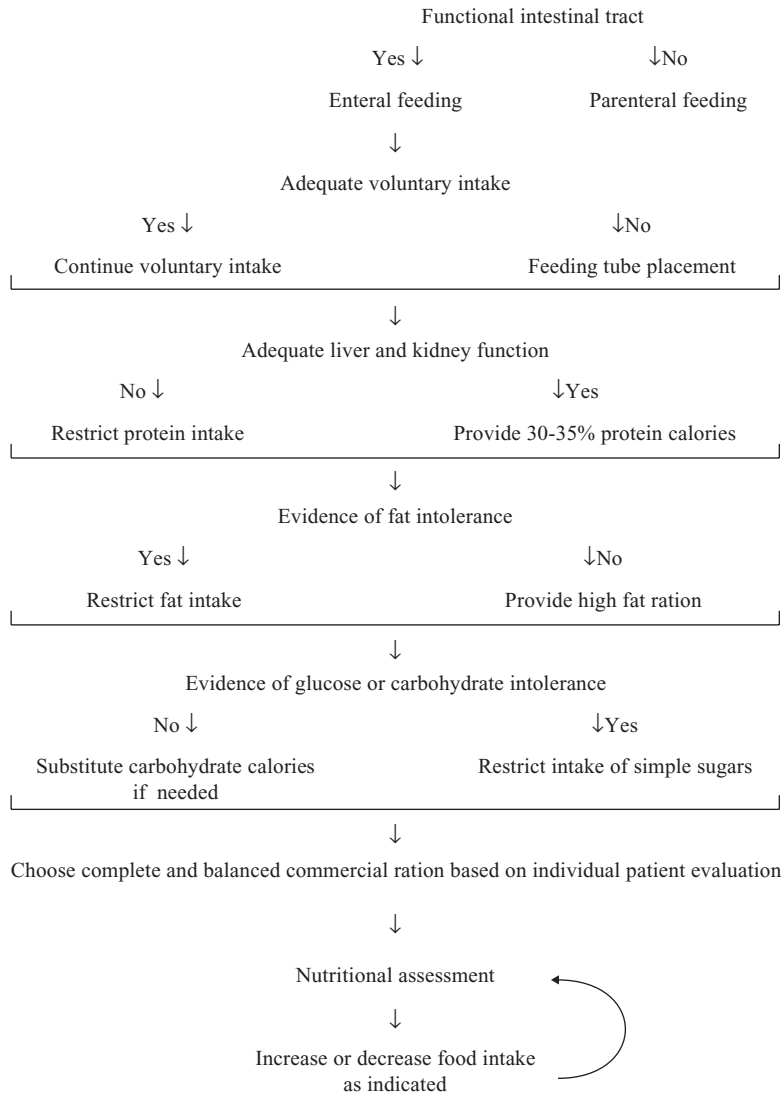 Functional intestinal tract
Yes ↓ ↓No
Enteral feeding Parenteral feeding
↓
Adequate voluntary intake
Yes ↓ ↓No
Continue voluntary intake Feeding tube placement
↓
Adequate liver and kidney function
No ↓ ↓Yes
Restrict protein intake Provide 30-35% protein calories
↓
Evidence of fat intolerance
Yes ↓ ↓No
Restrict fat intake Provide high fat ration
↓
Evidence of glucose or carbohydrate intolerance
No ↓ ↓Yes
Substitute carbohydrate calories Restrict intake of simple sugars
if needed
↓
Choose complete and balanced commercial ration based on individual patient evaluation
↓
Nutritional assessment
↓
Increase or decrease food intake
as indicated